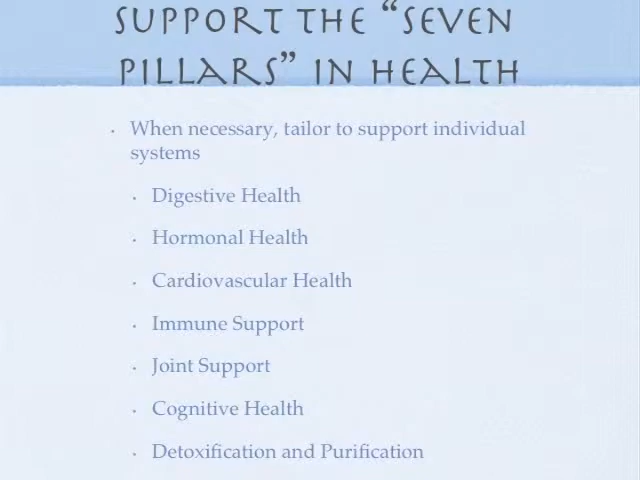 SUPPORT THE “SEVEN
PILLARS” IN HEALTH
• When necessary, tailor to support individual
systems
• Digestive Health
• Hormonal Health
• Cardiovascular Health
• Immune Support
• Joint Support
• Cognitive Health
• Detoxification and Purification